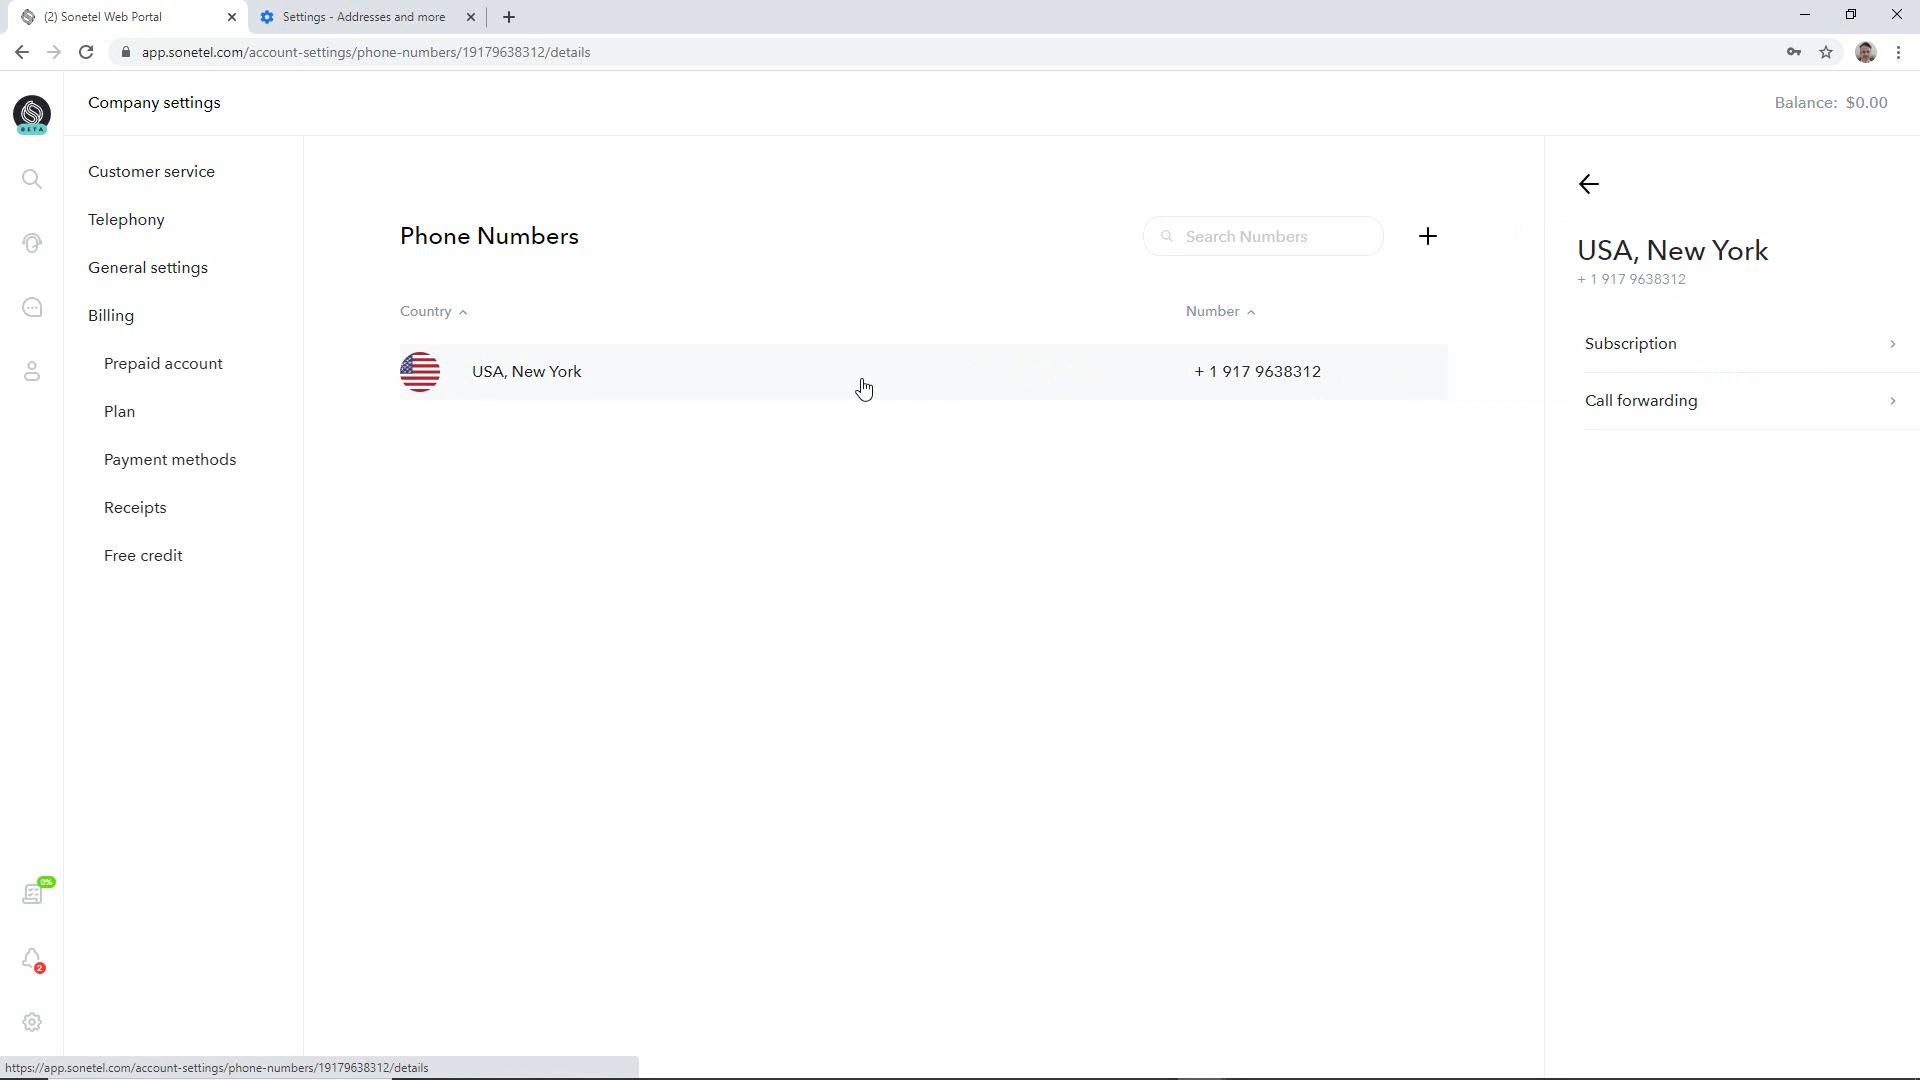 (2) Sonetel Web Portal
Settings - Addresses and more
app.sonetel.com/account-settings/phone-numbers/19179638312/details
BETA
Company settings
Balance: $0.00
Customer service
Telephony
General settings
Billing
Prepaid account
Plan
Payment methods
Receipts
Free credit
Phone Numbers
Search Numbers
Country
Number
USA, New York
+ 1 917 9638312
USA, New York
+ 1 917 9638312
Subscription
Call forwarding
0%
2
https://app.sonetel.com/account-settings/phone-numbers/19179638312/details